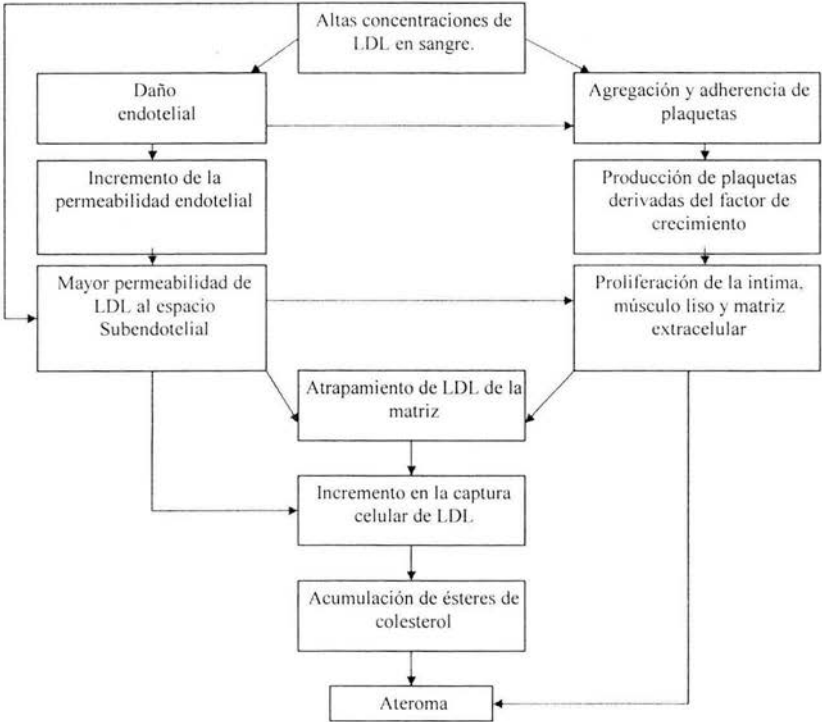 Altas concentraciones de
LDL en sangre.
Daño
endotelial
Agregación y adherencia de
plaquetas
Incremento de la
permeabilidad endotelial
Producción de plaquetas
derivadas del factor de
crecimiento
Mayor permeabilidad de
LDL al espacio
Subendotelial
Proliferación de la intima,
músculo liso y matriz
extracelular
Atrapamiento de LDL de la
matriz
Incremento en la captura
celular de LDL
Acumulación de ésteres de
colesterol
Ateroma